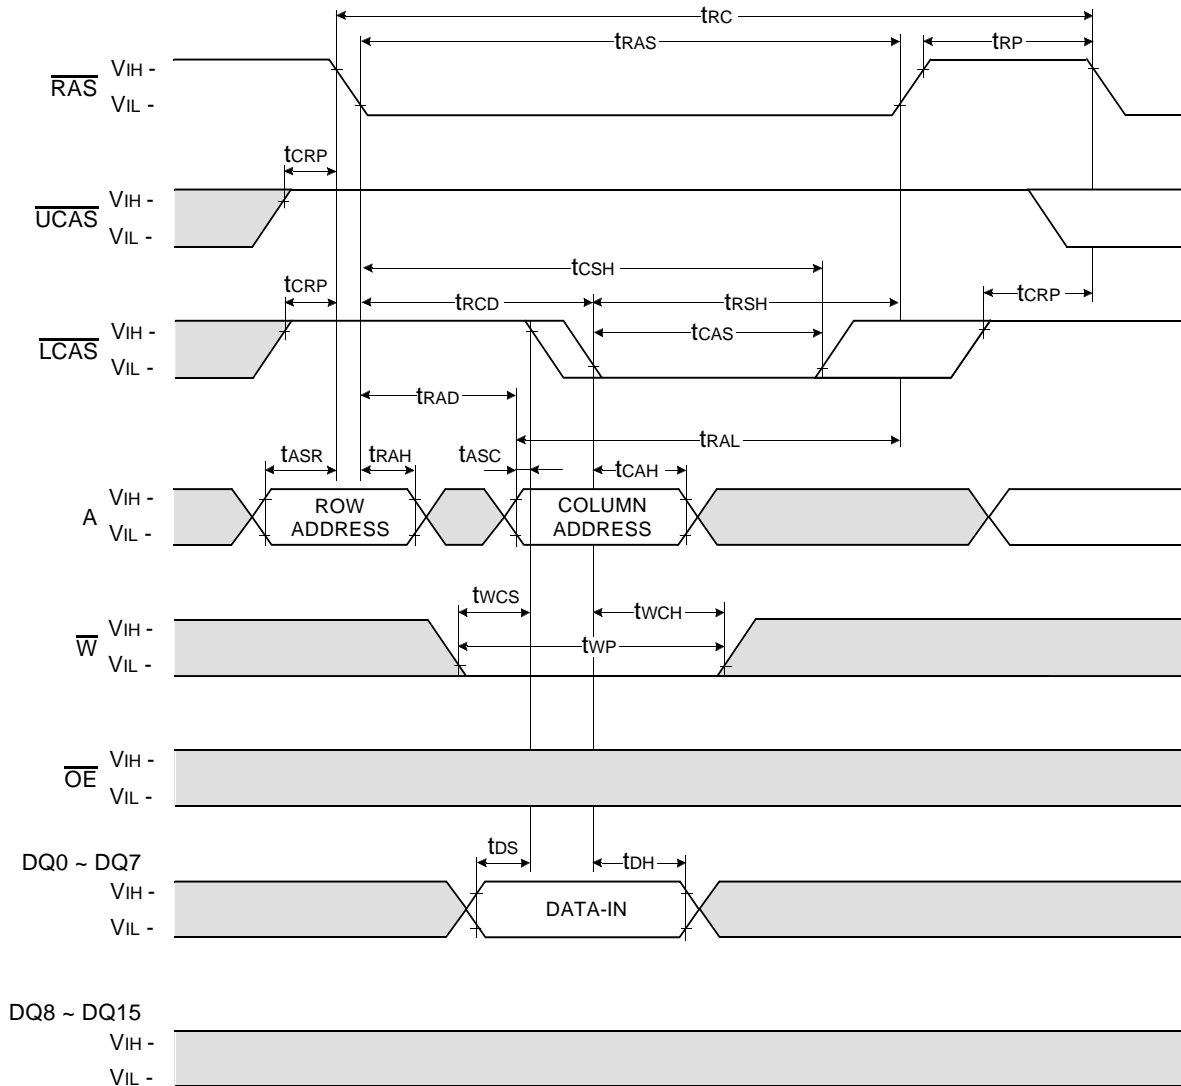 tRC
tRAS
tRP
RAS
VIH -
VIL -
tCRP
UCAS
VIH -
VIL -
tCSH
tCRP
tRCD
tRSH
tCRP
LCAS
VIH -
VIL -
tCAS
tRAD
tRAL
tASR
tRAH
tASC
tCAH
A
VIH -
VIL -
ROW
ADDRESS
COLUMN
ADDRESS
tWCS
tWCH
W
VIH -
VIL -
tWP
OE
VIH -
VIL -
tDS
tDH
DQ0 ~ DQ7
VIH -
VIL -
DATA-IN
DQ8 ~ DQ15
VIH -
VIL -